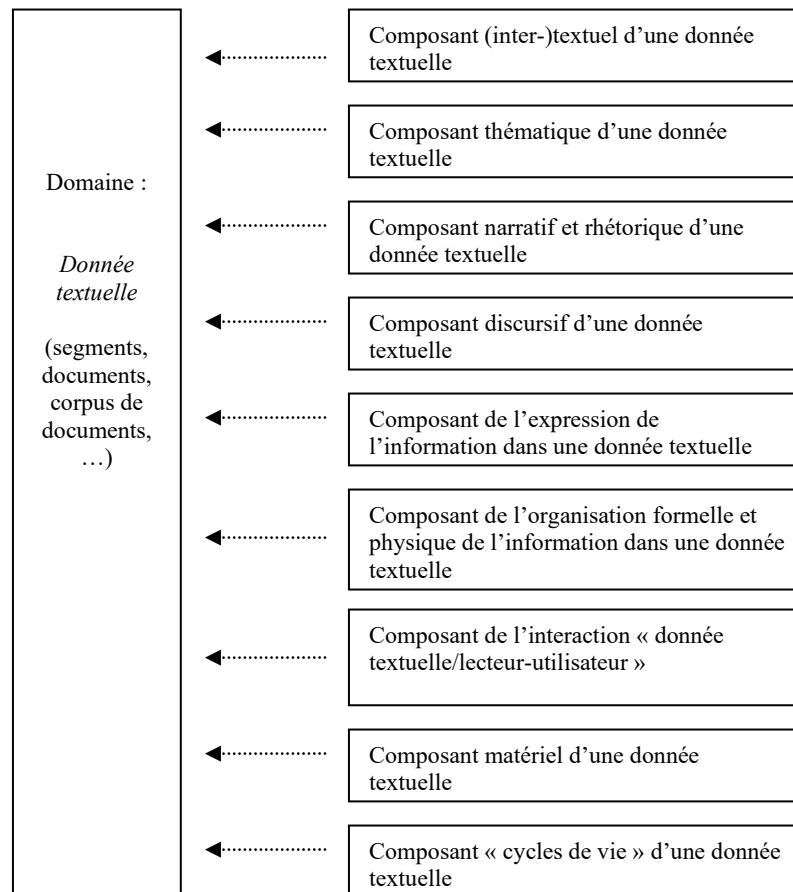 Domaine :
Donnée
textuelle
(segments,
documents,
corpus de
documents,
…)
Composant (inter-)textuel d’une donnée
textuelle
Composant thématique d’une donnée
textuelle
Composant narratif et rhétorique d’une
donnée textuelle
Composant discursif d’une donnée
textuelle
Composant de l’expression de
l’information dans une donnée textuelle
Composant de l’organisation formelle et
physique de l’information dans une donnée
textuelle
Composant de l’interaction « donnée
textuelle/lecteur-utilisateur »
Composant matériel d’une donnée
textuelle
Composant « cycles de vie » d’une donnée
textuelle